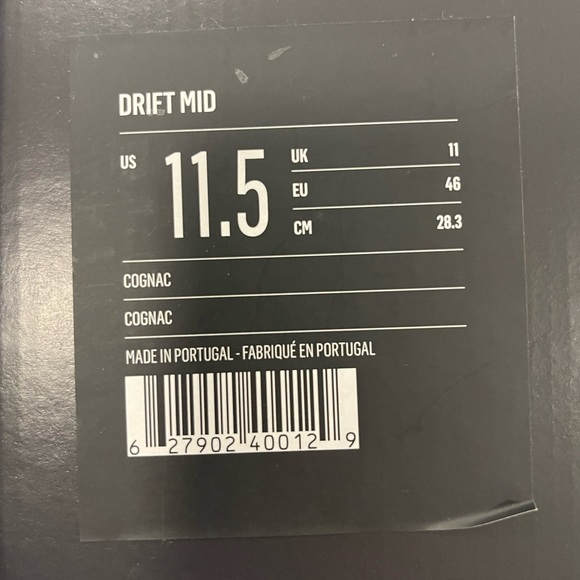 DRIFT MID
US 11.5
UK 11
EU 46
CM 28.3
COGNAC
COGNAC
MADE IN PORTUGAL - FABRIQUÉ EN PORTUGAL
6 27902 40012 9